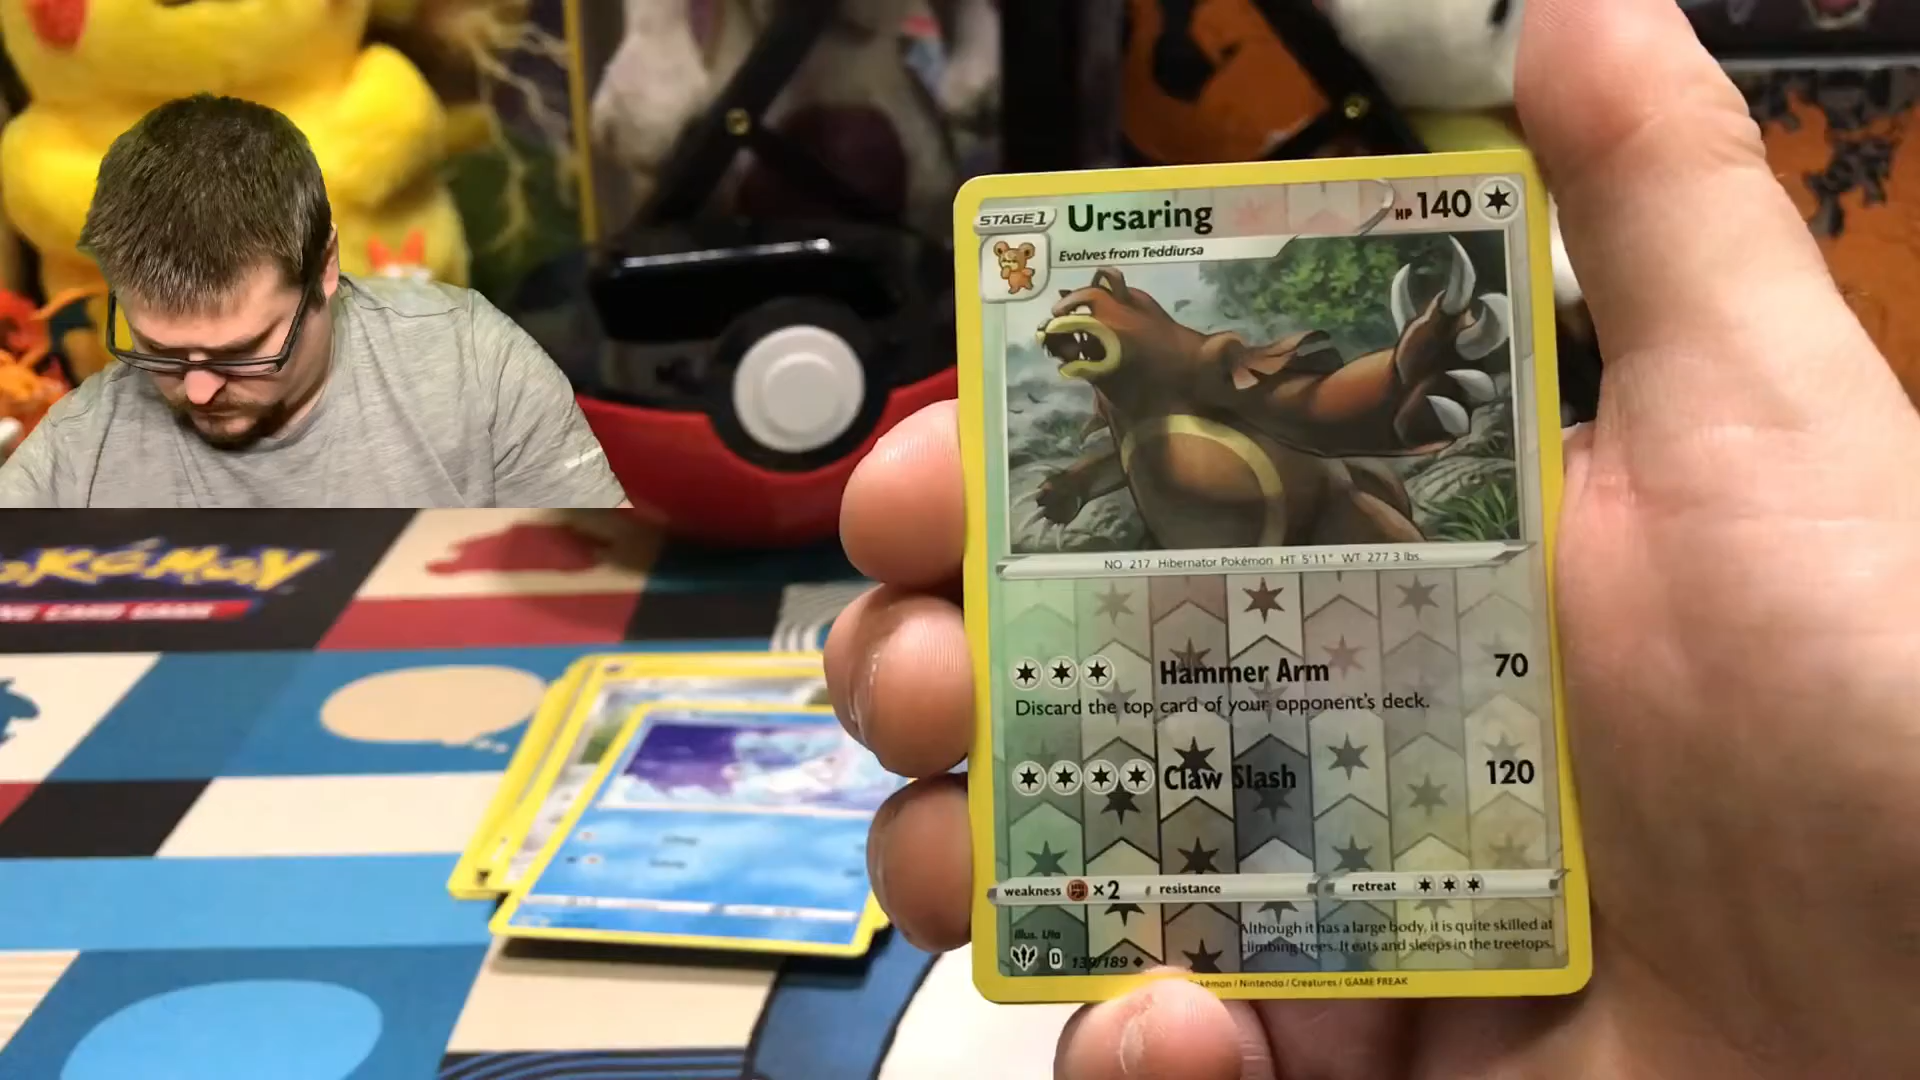 STAGE 1 Ursaring HP 140
Evolves from Teddiursa
NO. 217 Hibernator Pokémon HT 5'11" WT 277.3 lbs.
Hammer Arm 70
Discard the top card of your opponent's deck.
Claw Slash 120
weakness ×2 resistance retreat
Although it has a large body, it is quite skilled at
climbing trees. It eats and sleeps in the treetops.
Illus. Uta
D /189
Pokémon / Nintendo / Creatures / GAME FREAK
POKéMON
CARD GAME